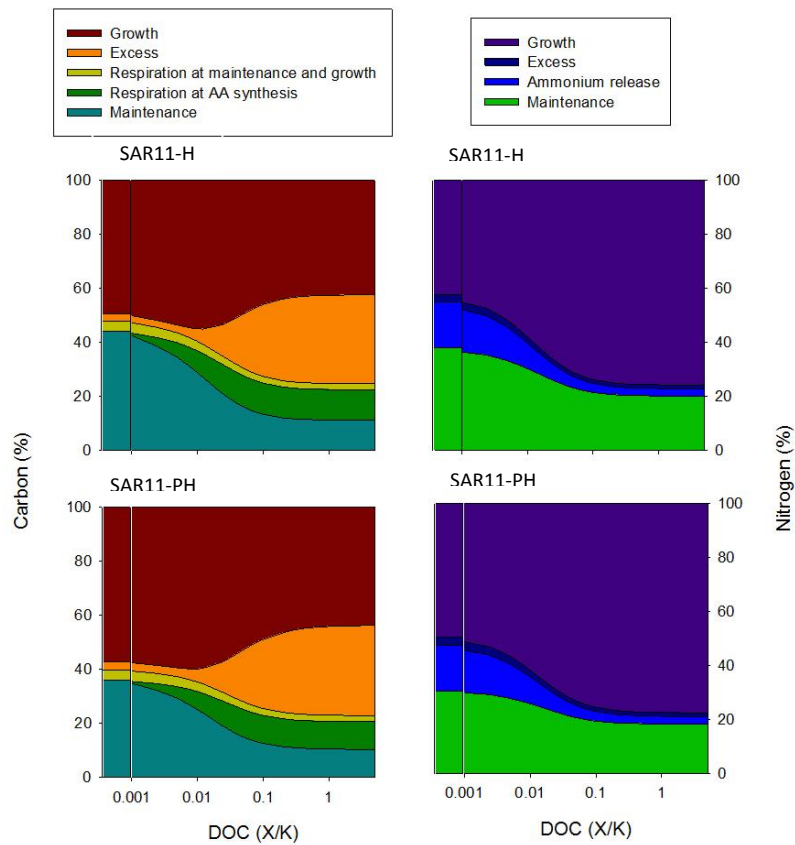 Growth
Excess
Respiration at maintenance and growth
Respiration at AA synthesis
Maintenance
Growth
Excess
Ammonium release
Maintenance
SAR11-H
SAR11-H
100
80
60
40
20
0
100
80
60
40
20
0
SAR11-PH
SAR11-PH
100
80
60
40
20
0
100
80
60
40
20
0
Carbon (%)
Nitrogen (%)
0.001 0.01 0.1 1
0.001 0.01 0.1 1
DOC (X/K)
DOC (X/K)